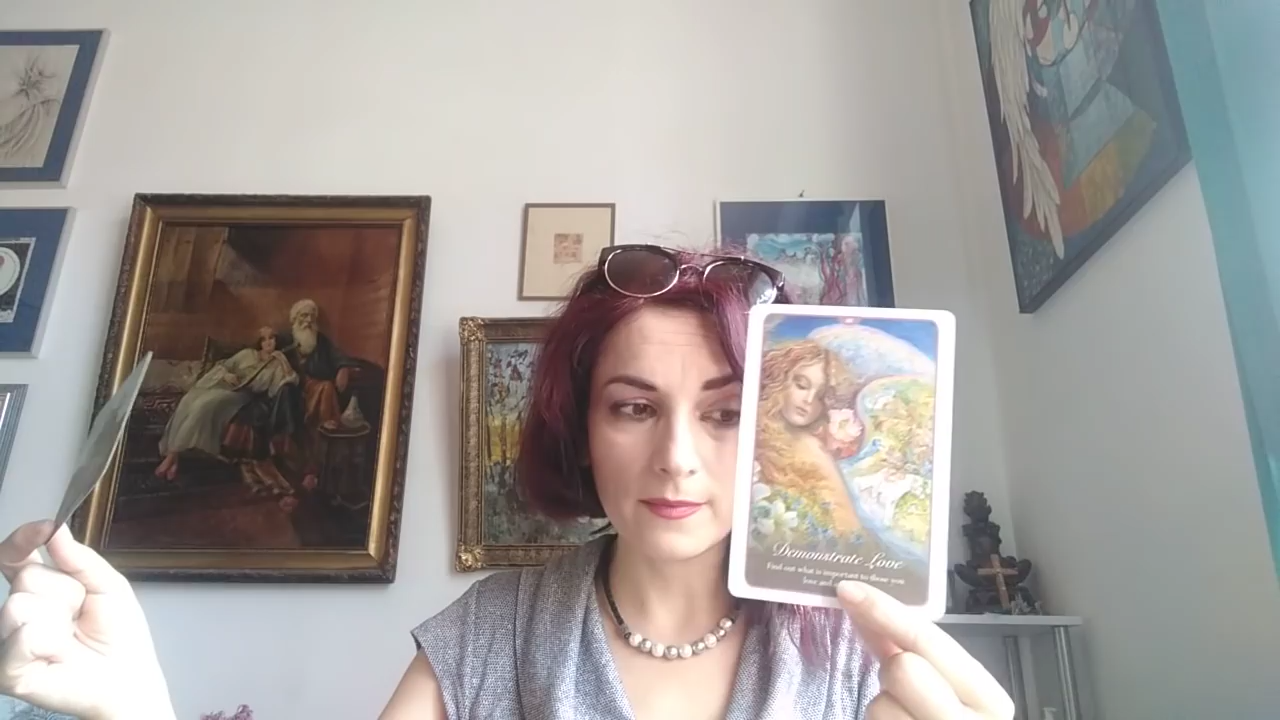 Demonstrate Love
Find out what is important to those you
love and